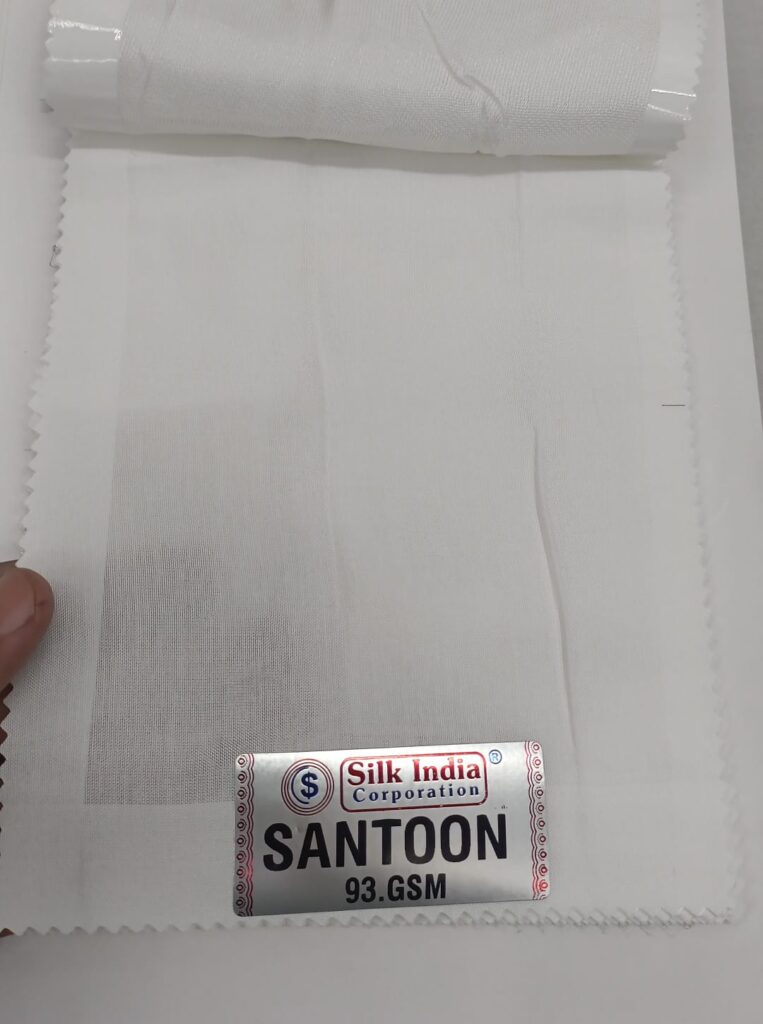 $ Silk India ®
Corporation
SANTOON
93.GSM